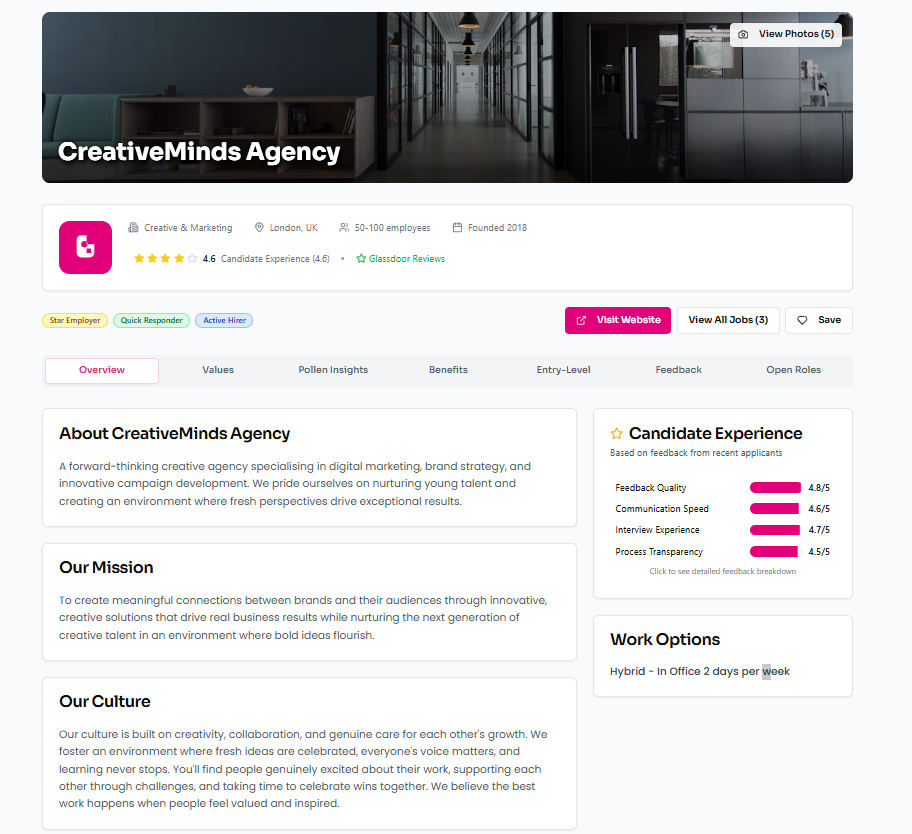 View Photos (5)
CreativeMinds Agency
Creative & Marketing
London, UK
50-100 employees
Founded 2018
4.6 Candidate Experience (4.6) • Glassdoor Reviews
Star Employer
Quick Responder
Active Hirer
Visit Website
View All Jobs (3)
Save
Overview
Values
Pollen Insights
Benefits
Entry-Level
Feedback
Open Roles
About CreativeMinds Agency
A forward-thinking creative agency specialising in digital marketing, brand strategy, and
innovative campaign development. We pride ourselves on nurturing young talent and
creating an environment where fresh perspectives drive exceptional results.
Our Mission
To create meaningful connections between brands and their audiences through innovative,
creative solutions that drive real business results while nurturing the next generation of
creative talent in an environment where bold ideas flourish.
Our Culture
Our culture is built on creativity, collaboration, and genuine care for each other's growth. We
foster an environment where fresh ideas are celebrated, everyone's voice matters, and
learning never stops. You'll find people genuinely excited about their work, supporting each
other through challenges, and taking time to celebrate wins together. We believe the best
work happens when people feel valued and inspired.
Candidate Experience
Based on feedback from recent applicants
Feedback Quality 4.8/5
Communication Speed 4.6/5
Interview Experience 4.7/5
Process Transparency 4.5/5
Click to see detailed feedback breakdown
Work Options
Hybrid - In Office 2 days per week